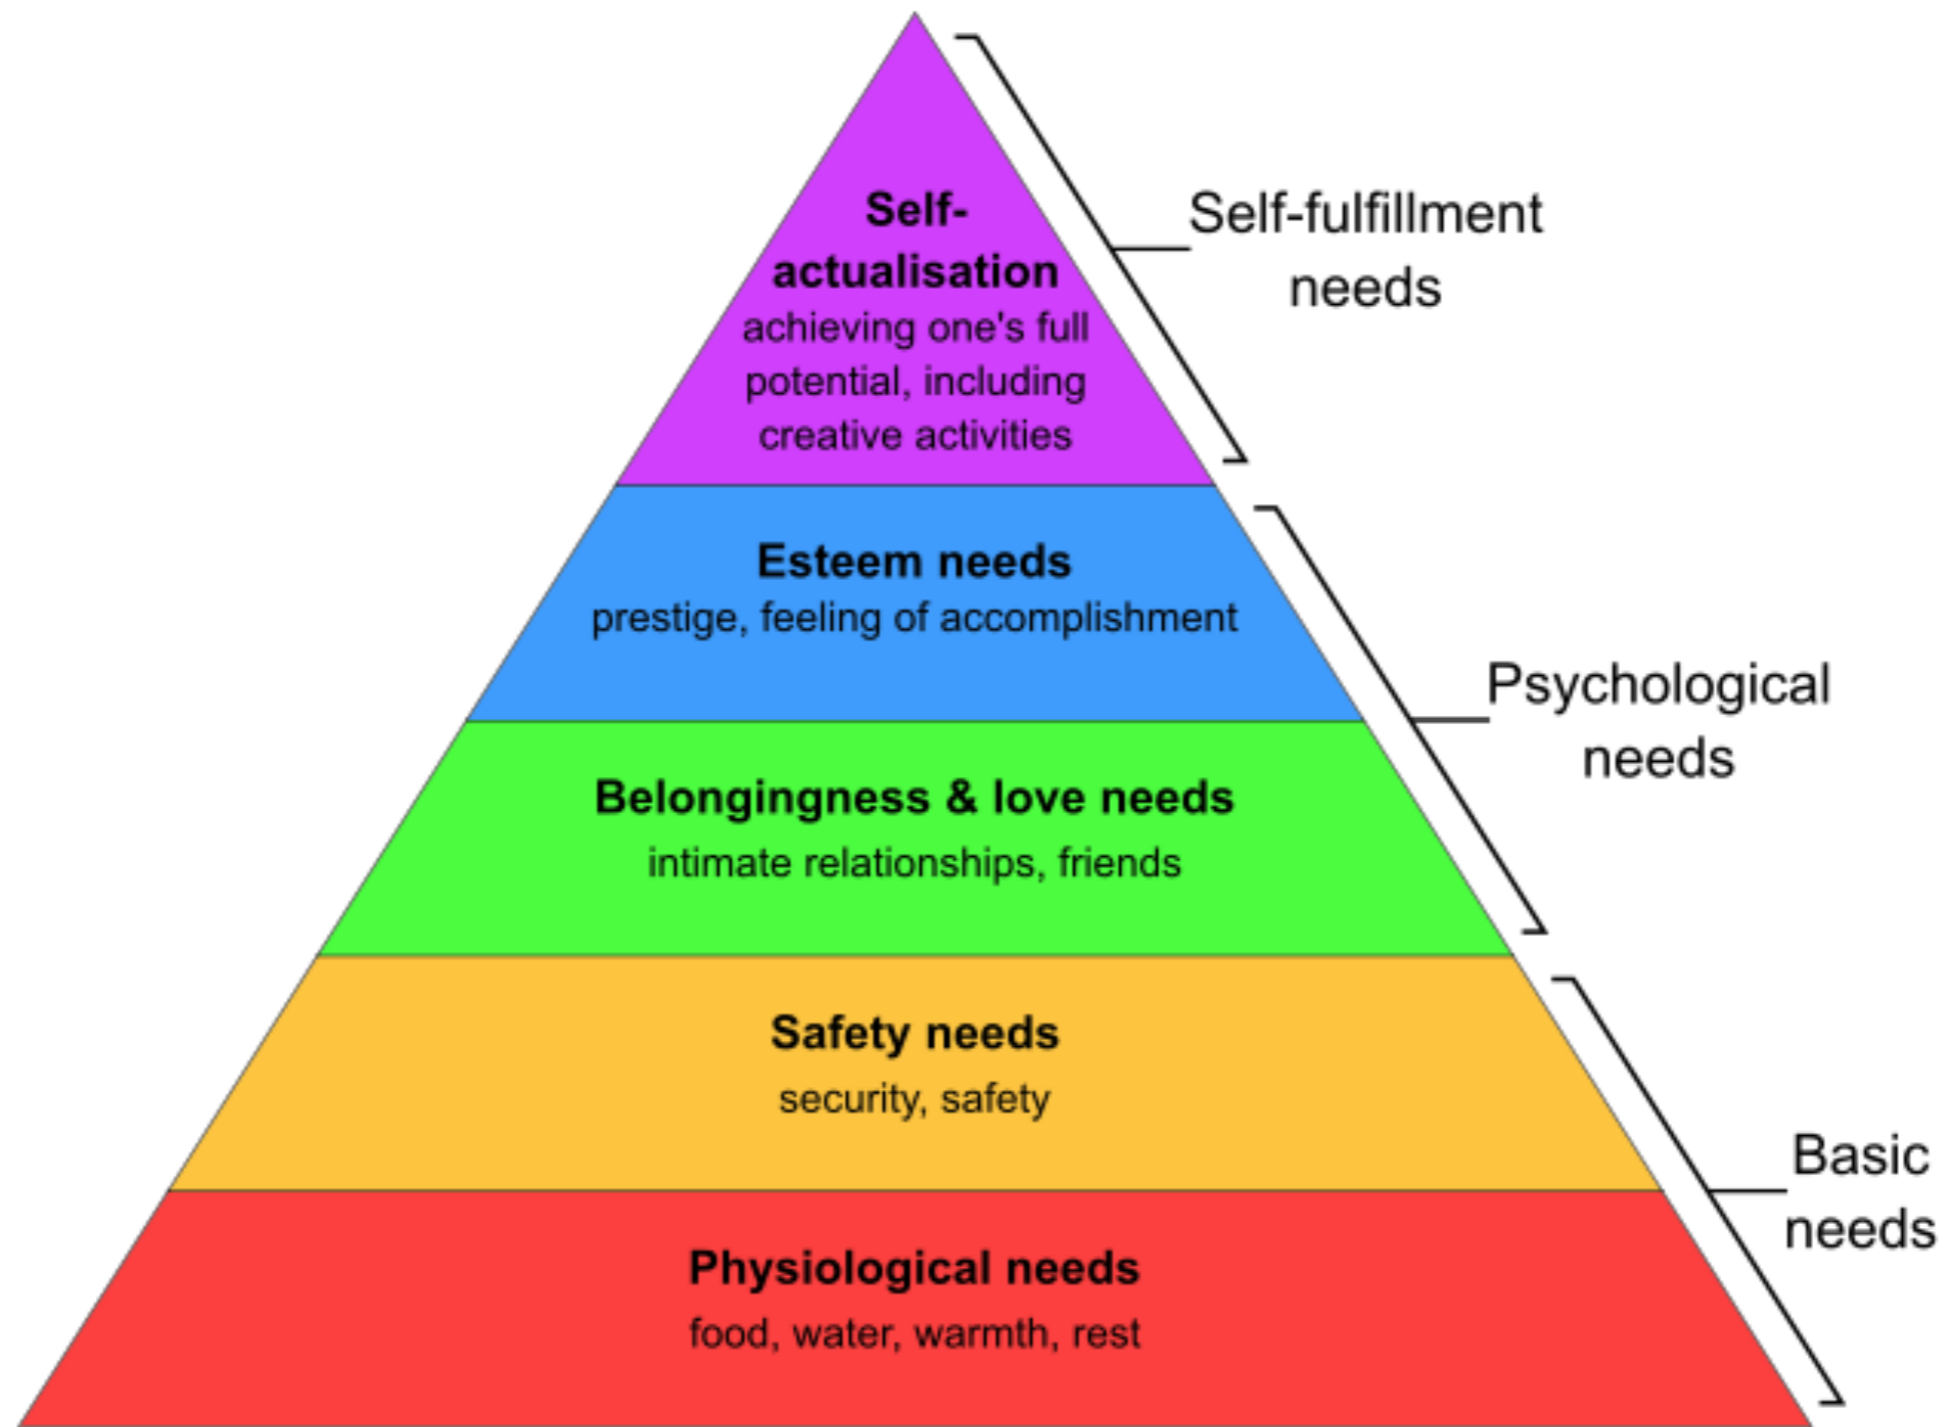 Self-
actualisation
achieving one's full
potential, including
creative activities
Self-fulfillment
needs
Esteem needs
prestige, feeling of accomplishment
Psychological
needs
Belongingness & love needs
intimate relationships, friends
Safety needs
security, safety
Basic
needs
Physiological needs
food, water, warmth, rest